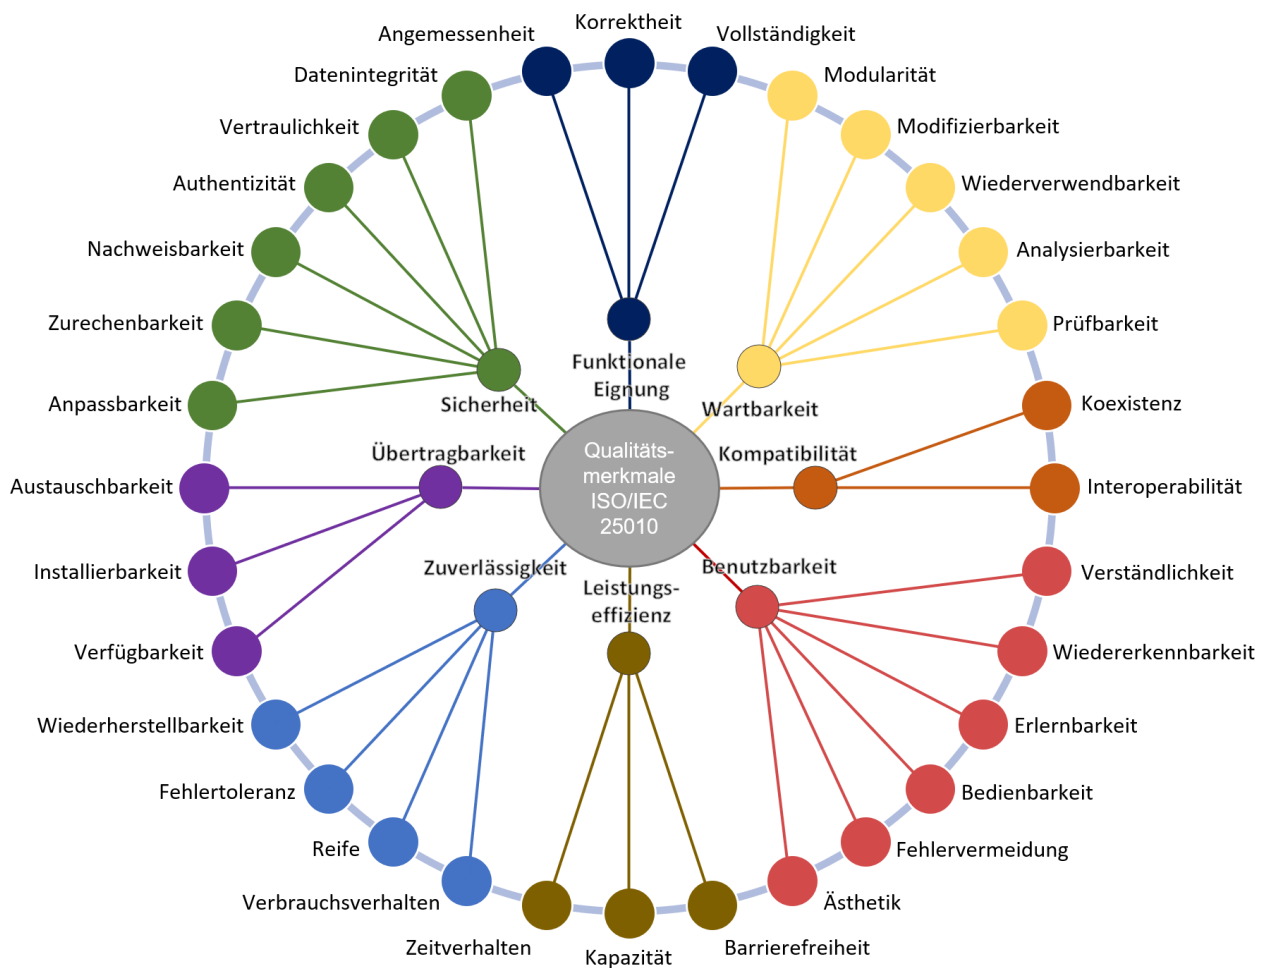 Korrektheit
Angemessenheit
Vollständigkeit
Datenintegrität
Modularität
Vertraulichkeit
Modifizierbarkeit
Authentizität
Wiederverwendbarkeit
Nachweisbarkeit
Analysierbarkeit
Zurechenbarkeit
Prüfbarkeit
Funktionale
Eignung
Anpassbarkeit
Sicherheit
Wartbarkeit
Koexistenz
Übertragbarkeit
Kompatibilität
Qualitäts-
merkmale
ISO/IEC
25010
Austauschbarkeit
Interoperabilität
Installierbarkeit
Zuverlässigkeit
Benutzbarkeit
Verständlichkeit
Leistungs-
effizienz
Verfügbarkeit
Wiedererkennbarkeit
Wiederherstellbarkeit
Erlernbarkeit
Fehlertoleranz
Bedienbarkeit
Reife
Fehlervermeidung
Verbrauchsverhalten
Ästhetik
Zeitverhalten
Kapazität
Barrierefreiheit